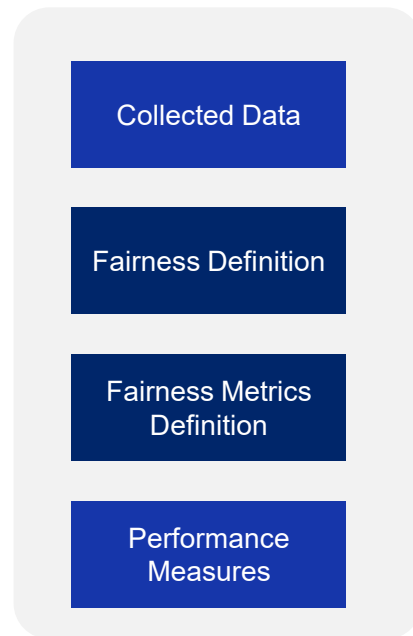 Collected Data
Fairness Definition
Fairness Metrics
Definition
Performance
Measures